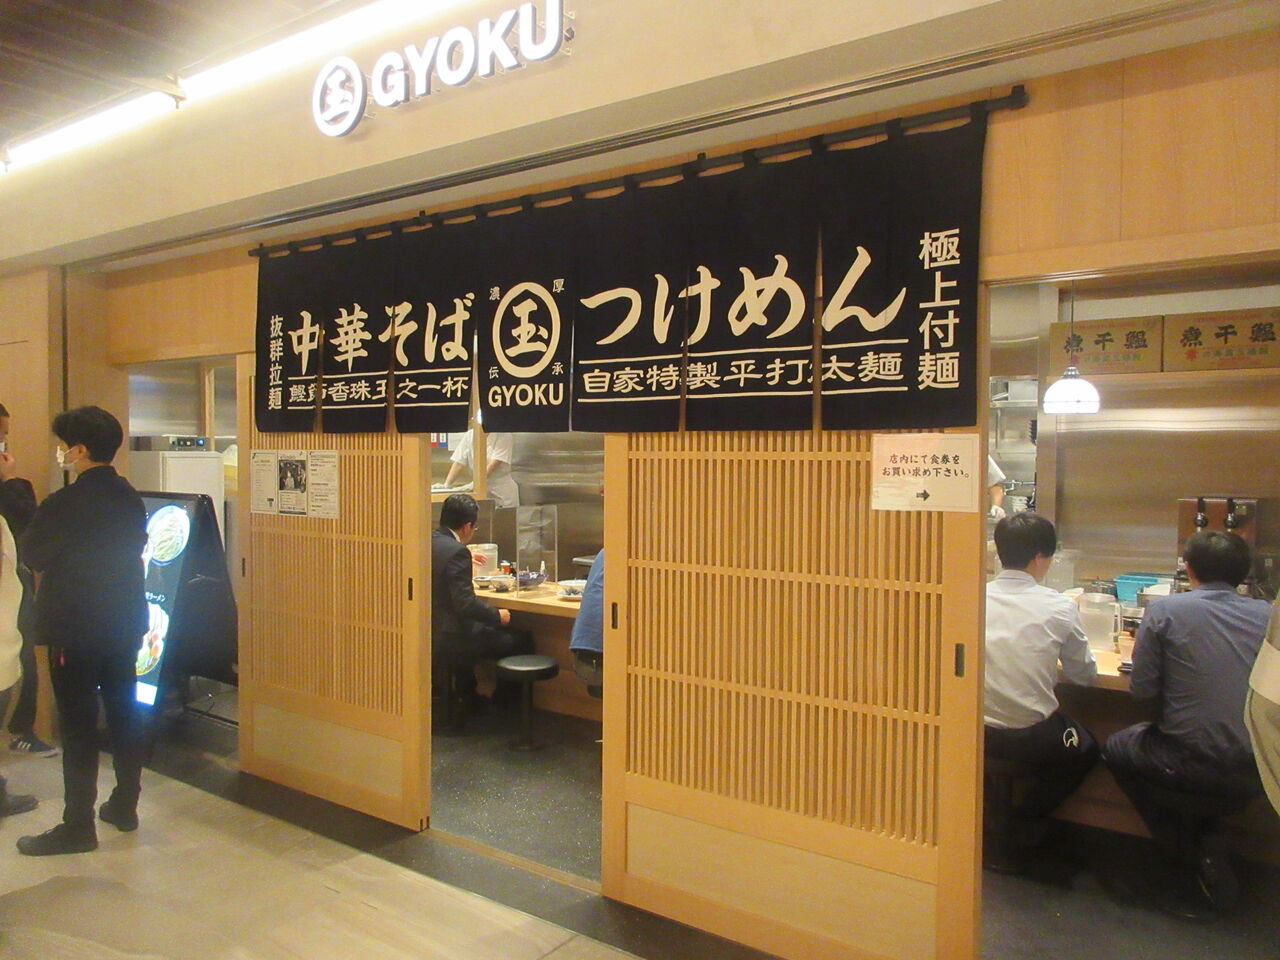 玉 GYOKU
抜群拉麺
中華そば
鰹節香珠玉之一杯
濃厚
玉
伝承
GYOKU
つけめん
自家特製平打太麺
極上付麺
店内にて食券を
お買い求め下さい。
煮干鰮
煮干鰮